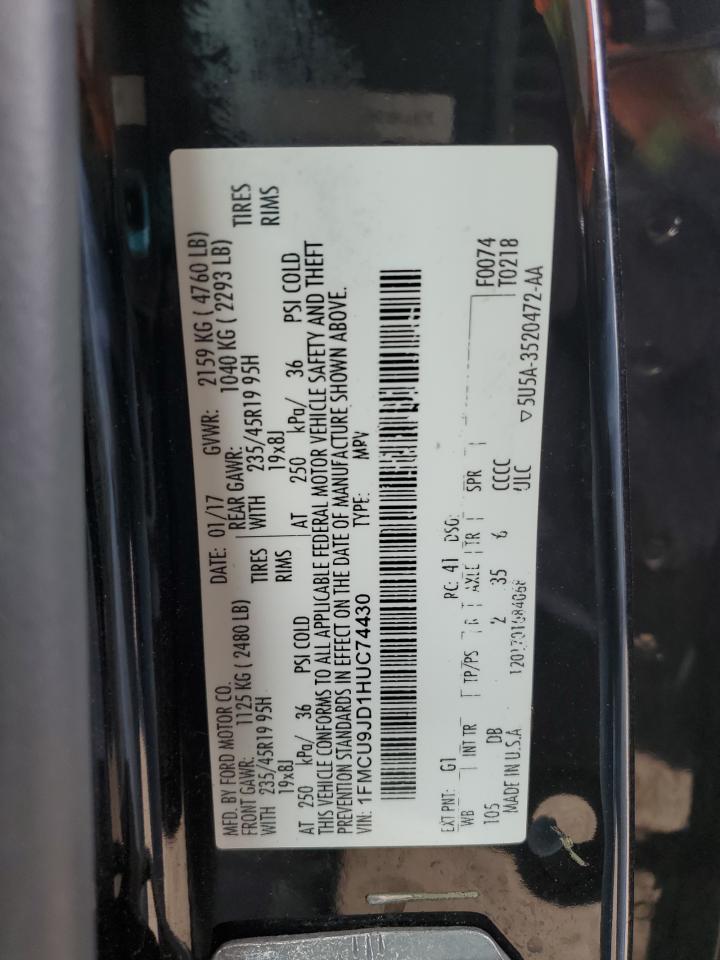 MFD. BY FORD MOTOR CO. DATE: 01/17 GVWR: 2159 KG ( 4760 LB)
FRONT GAWR: 1125 KG ( 2480 LB) REAR GAWR: 1040 KG ( 2293 LB)
WITH 235/45R19 95H TIRES WITH 235/45R19 95H TIRES
19x8J RIMS 19x8J RIMS
AT 250 kPa/ 36 PSI COLD AT 250 kPa/ 36 PSI COLD
THIS VEHICLE CONFORMS TO ALL APPLICABLE FEDERAL MOTOR VEHICLE SAFETY AND THEFT
PREVENTION STANDARDS IN EFFECT ON THE DATE OF MANUFACTURE SHOWN ABOVE.
VIN: 1FMCU9JD1HUC74430 TYPE: MPV
EXT PNT: G1 RC: 41 DSO: F0074
WB INT TR TP/PS R AXLE TR SPR T0218
105 DB 2 35 6 CCCC
MADE IN U.S.A ULC
▽5U5A-3520472-AA